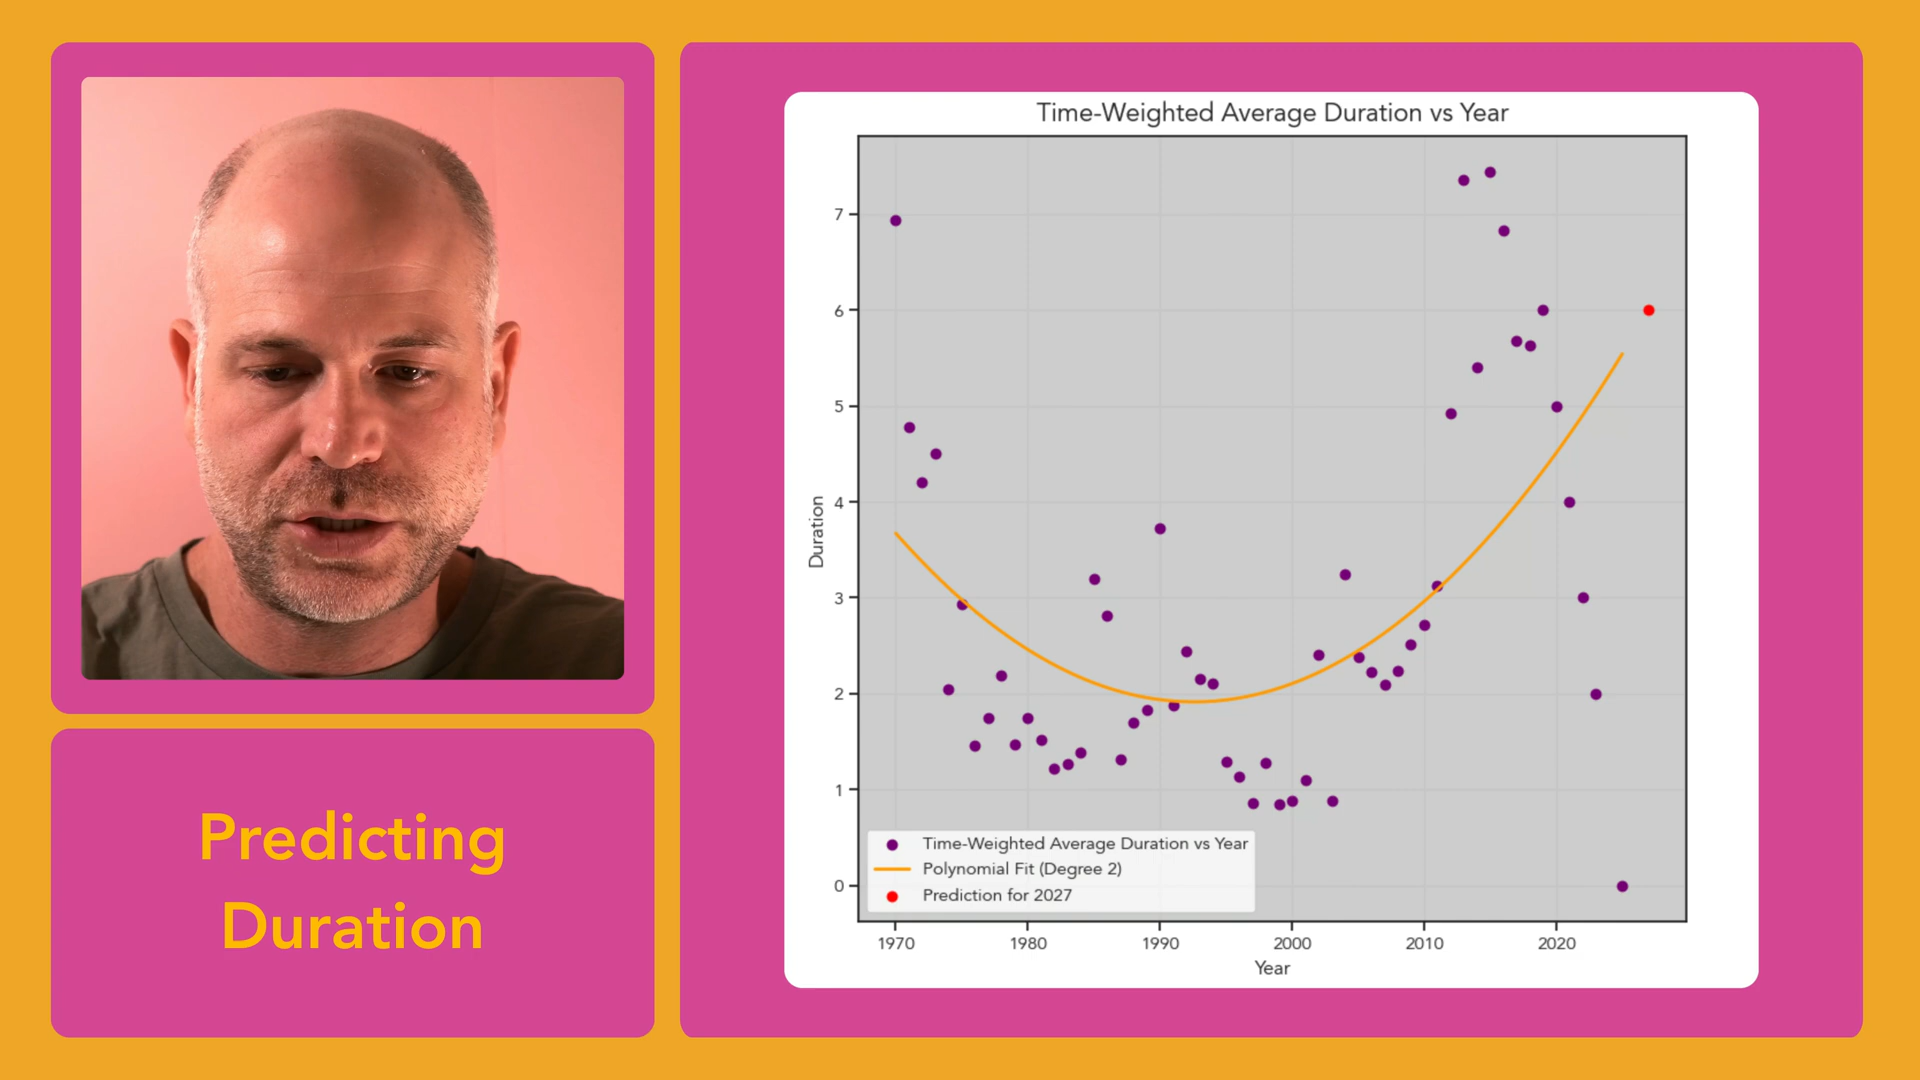 Predicting
Duration
Time-Weighted Average Duration vs Year
Duration
7
6
5
4
3
2
1
0
Time-Weighted Average Duration vs Year
Polynomial Fit (Degree 2)
Prediction for 2027
1970 1980 1990 2000 2010 2020
Year